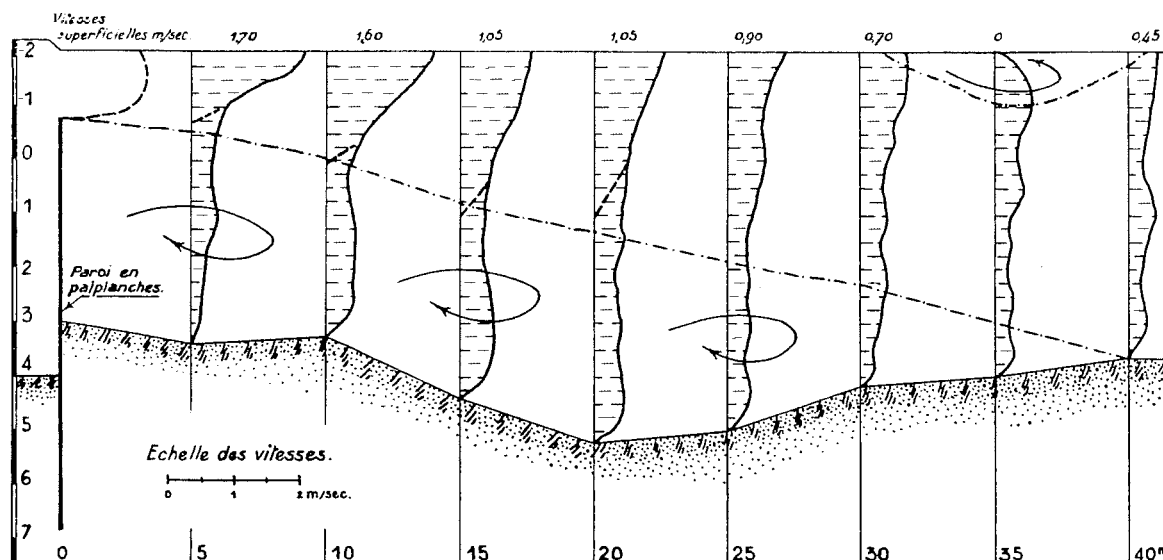 Vitesses
superficielles m/sec.
1,70 1,60 1,05 1,05 0,90 0,70 0 0,45
-2
-1
0
1
2
3
4
5
6
7
Paroi en
palplanches.
Echelle des vitesses.
0 1 2 m/sec.
0 5 10 15 20 25 30 35 40m